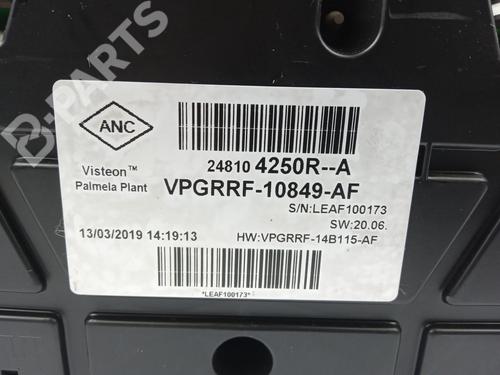 B-PARTS
ANC
24810 4250R--A
Visteon™
Palmela Plant
VPGRRF-10849-AF
S/N:LEAF100173
SW:20.06.
13/03/2019 14:19:13
HW:VPGRRF-14B115-AF
*LEAF100173*